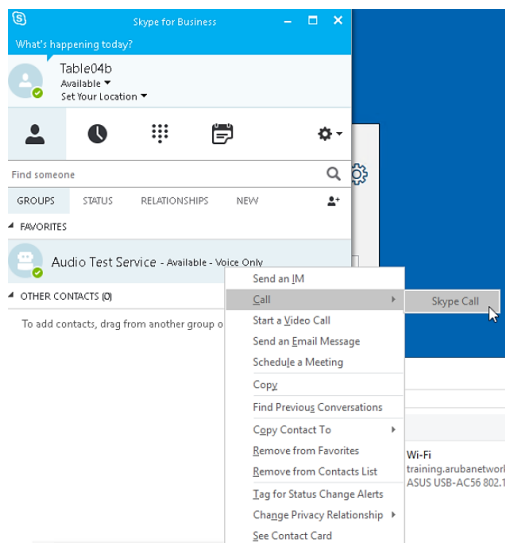 Skype for Business
What's happening today?
Table04b
Available
Set Your Location
Find someone
GROUPS STATUS RELATIONSHIPS NEW
FAVORITES
Audio Test Service - Available - Voice Only
OTHER CONTACTS (0)
To add contacts, drag from another group o
Send an IM
Call
Skype Call
Start a Video Call
Send an Email Message
Schedule a Meeting
Copy
Find Previous Conversations
Copy Contact To
Remove from Favorites
Remove from Contacts List
Tag for Status Change Alerts
Change Privacy Relationship
See Contact Card
Wi-Fi
training.arubanetwork
ASUS USB-AC56 802.1